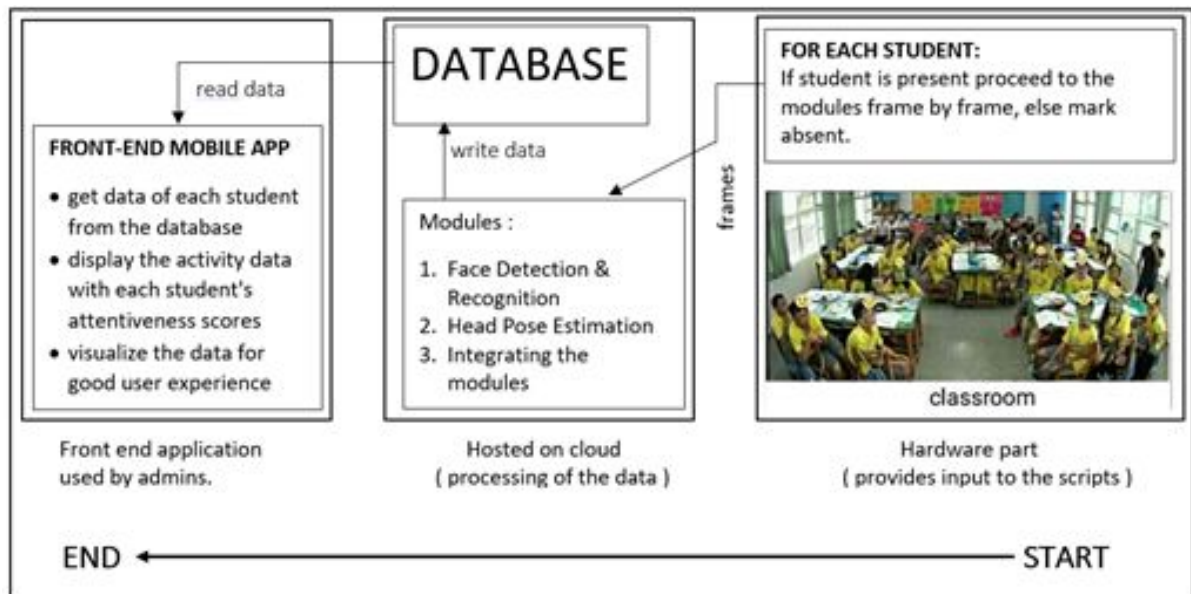 read data
FRONT-END MOBILE APP
• get data of each student
from the database
• display the activity data
with each student's
attentiveness scores
• visualize the data for
good user experience
Front end application
used by admins.
DATABASE
write data
Modules :
1. Face Detection &
Recognition
2. Head Pose Estimation
3. Integrating the
modules
Hosted on cloud
( processing of the data )
FOR EACH STUDENT:
If student is present proceed to the
modules frame by frame, else mark
absent.
frames
classroom
Hardware part
( provides input to the scripts )
END
START